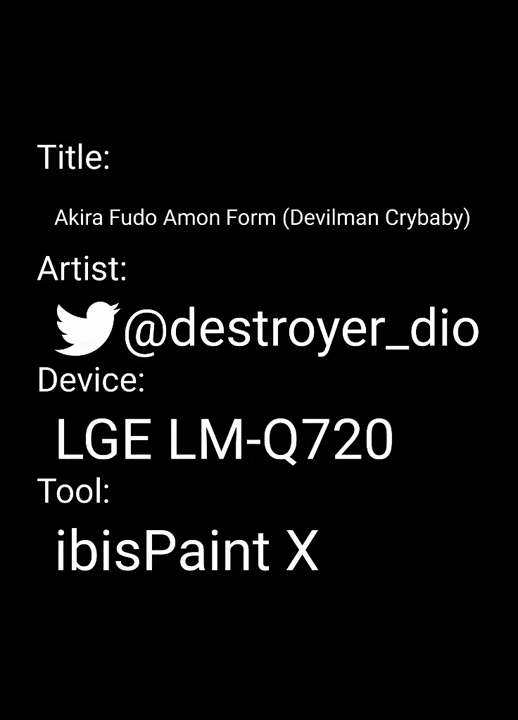 Title:
Akira Fudo Amon Form (Devilman Crybaby)
Artist:
@destroyer_dio
Device:
LGE LM-Q720
Tool:
ibisPaint X